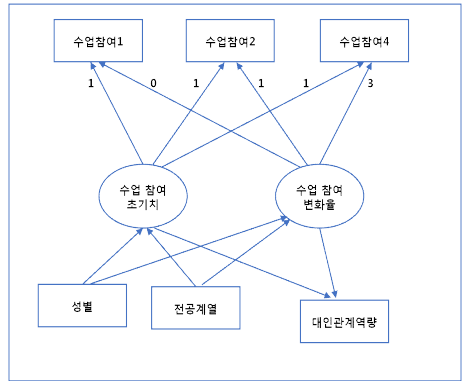 수업참여1 수업참여2 수업참여4
1 0 1 1 1 3
수업 참여
초기치
수업 참여
변화율
성별
전공계열
대인관계역량